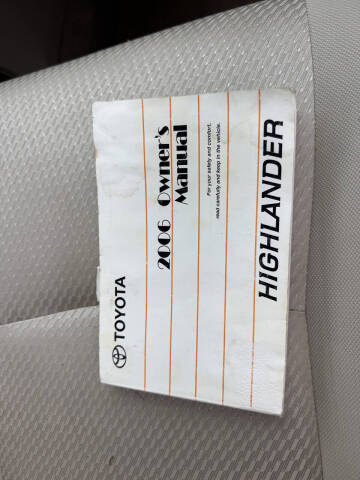 TOYOTA
2006 Owner's
Manual
For your safety and comfort,
read carefully and keep in the vehicle.
HIGHLANDER